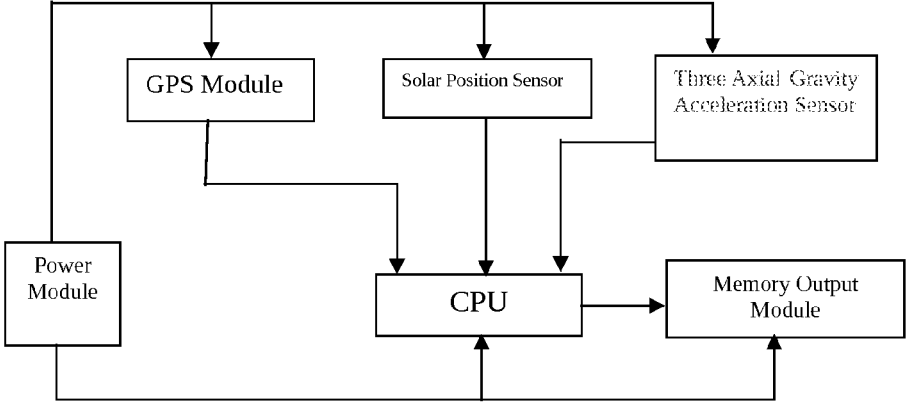 GPS Module
Solar Position Sensor
Three Axial Gravity
Acceleration Sensor
Power
Module
CPU
Memory Output
Module